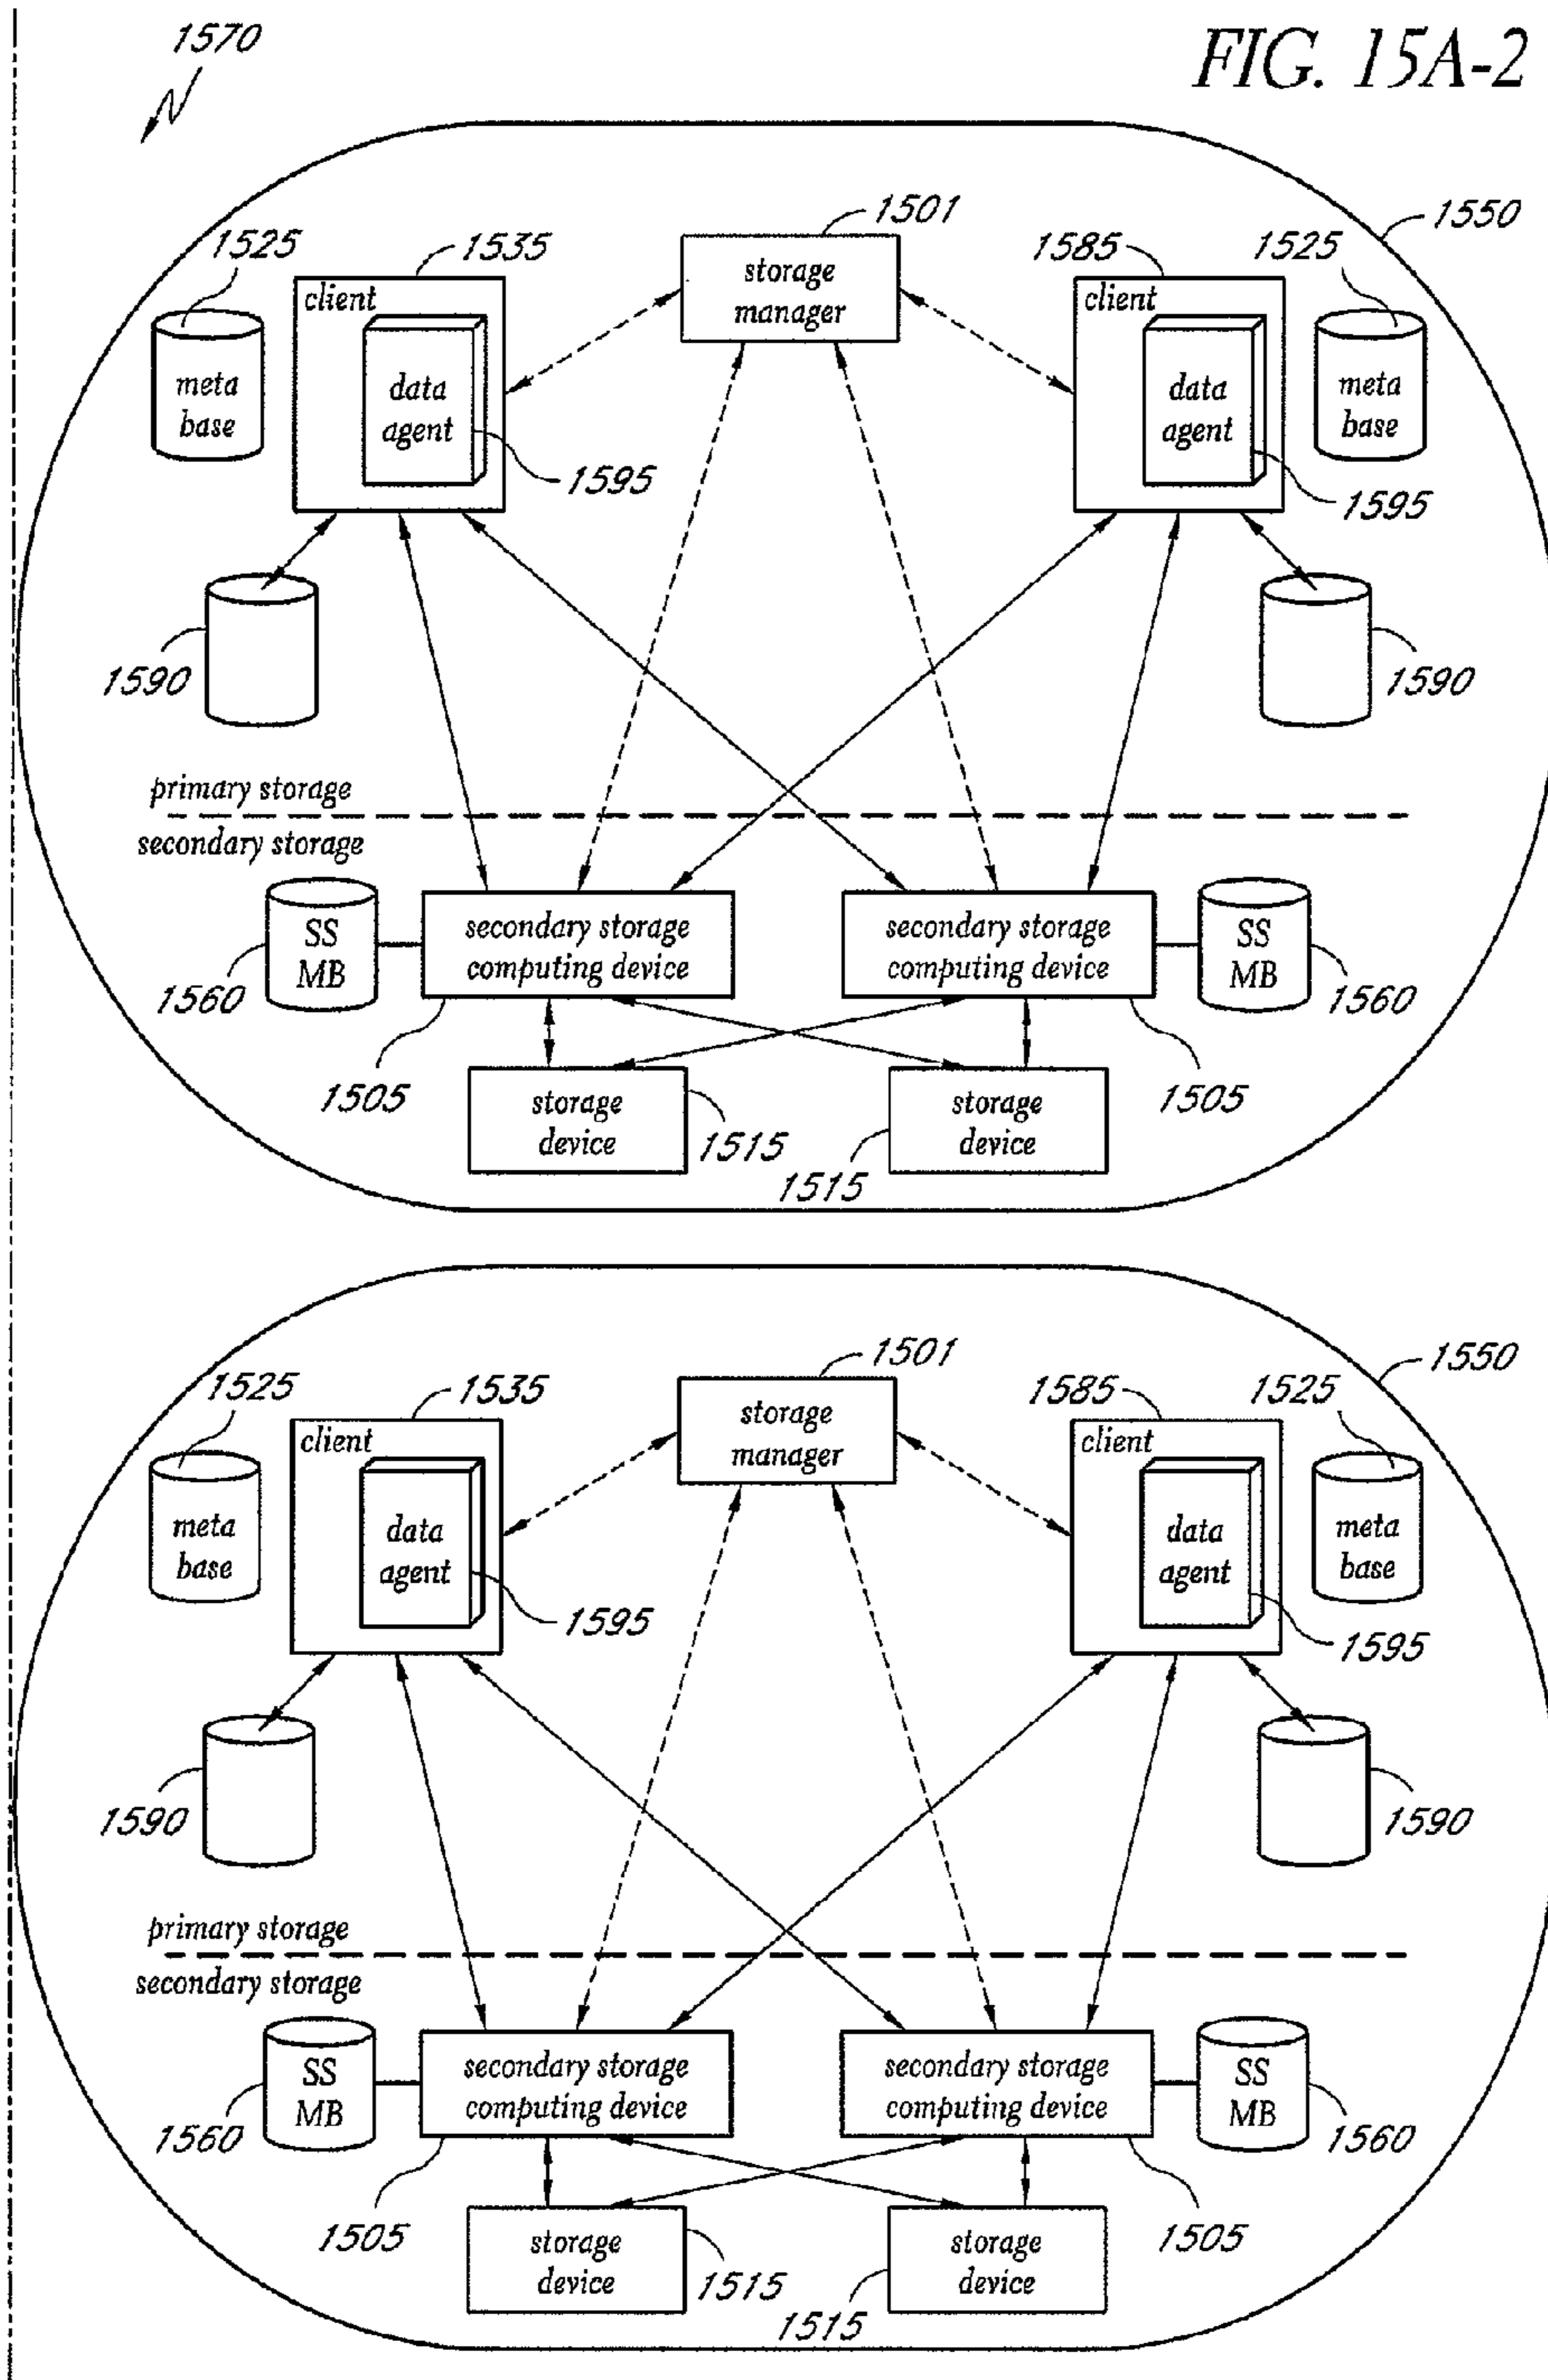 1570
FIG. 15A-2
1501
1550
1525
1535
1585
1525
storage
manager
client
client
meta
base
data
agent
data
agent
meta
base
1595
1595
1590
1590
primary storage
secondary storage
SS
MB
secondary storage
computing device
secondary storage
computing device
SS
MB
1560
1560
1505
storage
device
1515
storage
device
1505
1515
1501
1550
1525
1535
1585
1525
storage
manager
client
client
meta
base
data
agent
data
agent
meta
base
1595
1595
1590
1590
primary storage
secondary storage
SS
MB
secondary storage
computing device
secondary storage
computing device
SS
MB
1560
1560
1505
storage
device
1515
storage
device
1505
1515